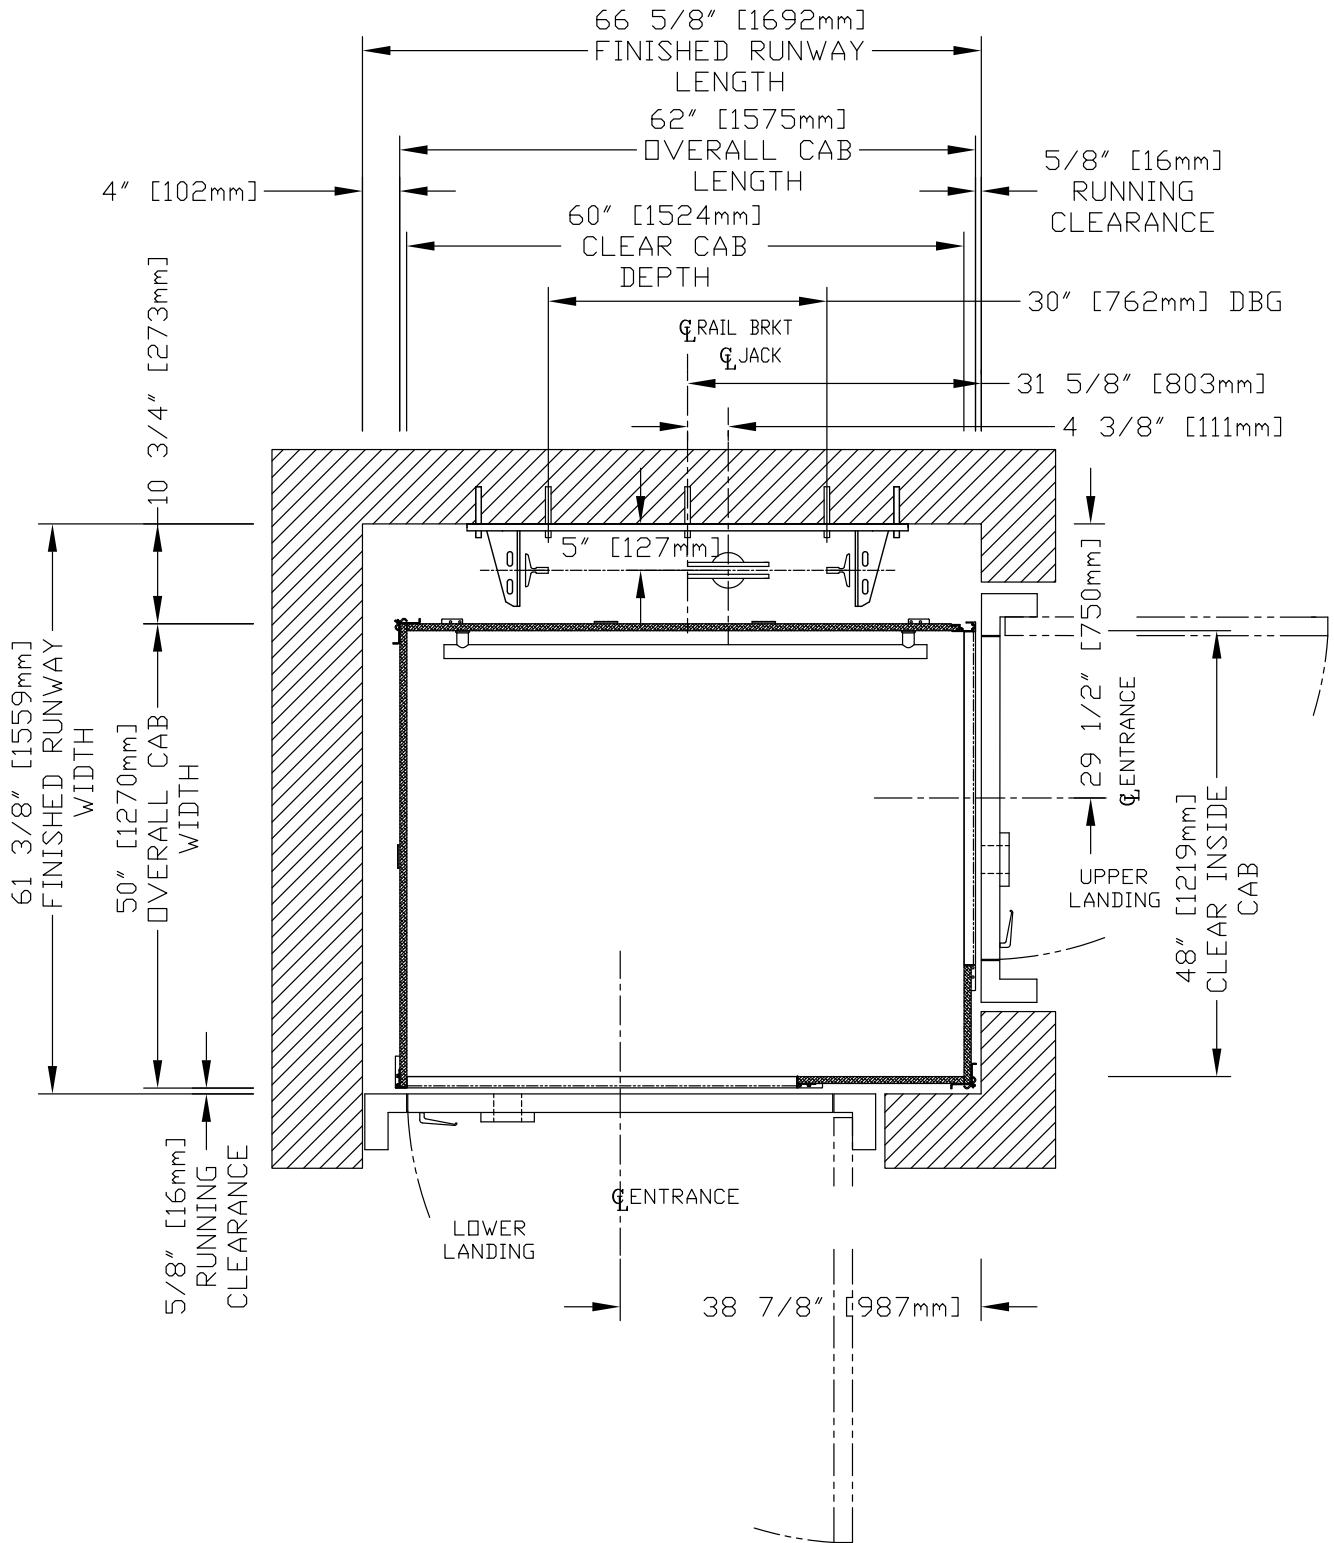 66 5/8" [1692mm]
FINISHED RUNWAY
LENGTH
62" [1575mm]
OVERALL CAB
LENGTH
4" [102mm]
5/8" [16mm]
RUNNING
CLEARANCE
60" [1524mm]
CLEAR CAB
DEPTH
30" [762mm] DBG
℄ RAIL BRKT
℄ JACK
31 5/8" [803mm]
4 3/8" [111mm]
10 3/4" [273mm]
5" [127mm]
29 1/2" [750mm]
℄ ENTRANCE
61 3/8" [1559mm]
FINISHED RUNWAY
WIDTH
50" [1270mm]
OVERALL CAB
WIDTH
UPPER
LANDING
48" [1219mm]
CLEAR INSIDE
CAB
5/8" [16mm]
RUNNING
CLEARANCE
℄ ENTRANCE
LOWER
LANDING
38 7/8" [987mm]